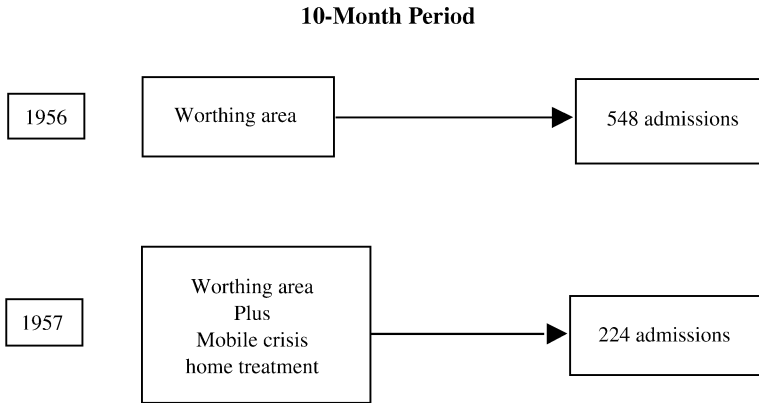 10-Month Period
1956
Worthing area
548 admissions
1957
Worthing area
Plus
Mobile crisis
home treatment
224 admissions